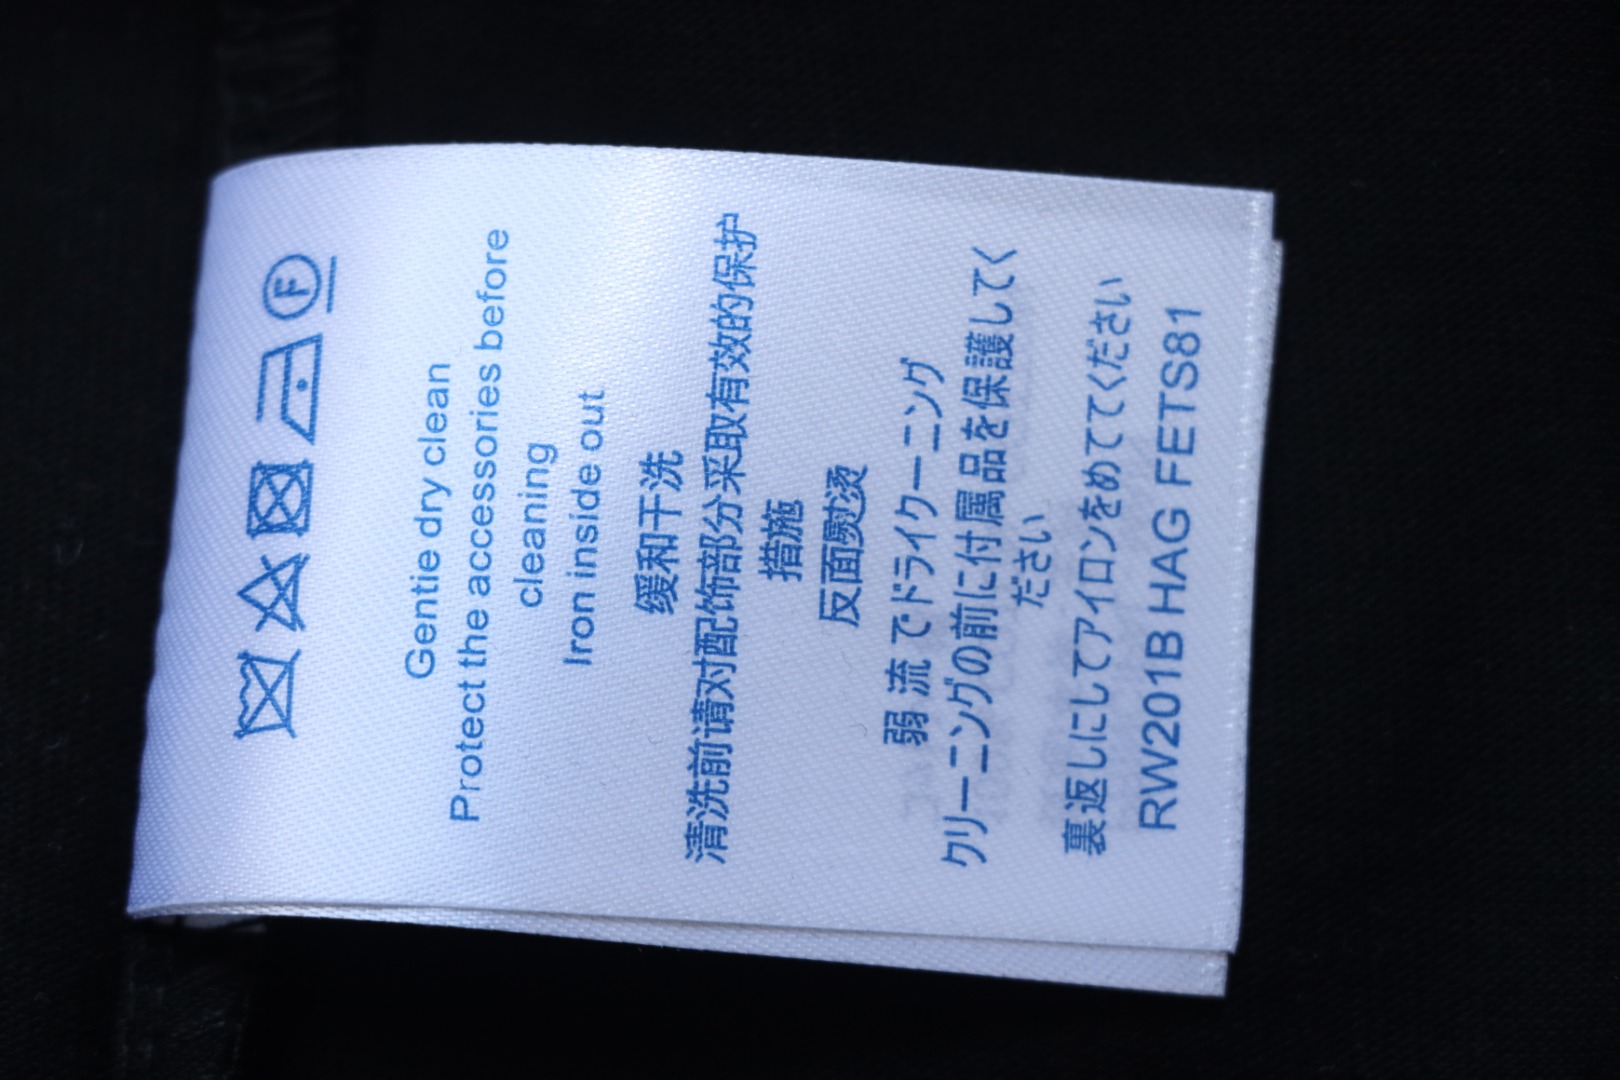 F
Gentie dry clean
Protect the accessories before
cleaning
Iron inside out
缓和干洗
清洗前请对配饰部分采取有效的保护
措施
反面熨烫
弱 流 でドライクーニング
クリーニングの前に付属品を保護してく
ださい
裏返しにしてアイロンをめててください
RW201B HAG FETS81